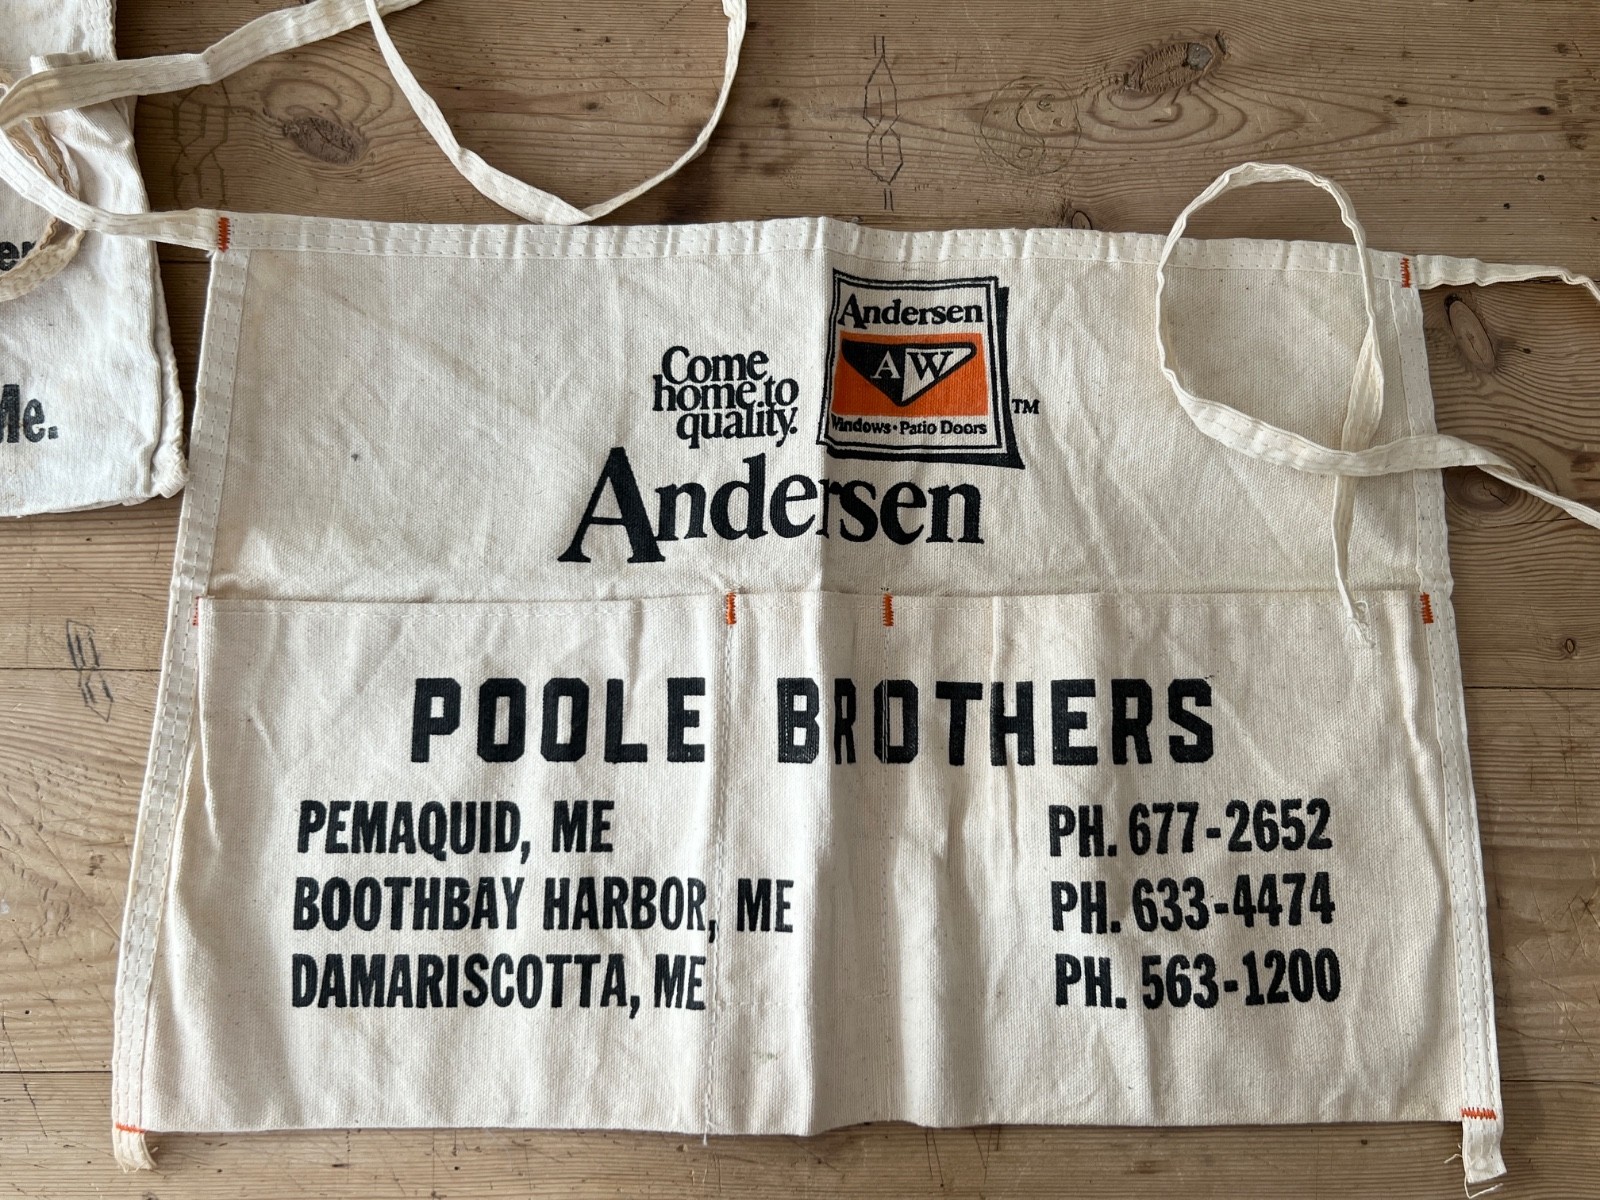 Me.
Andersen
AW
Windows•Patio Doors
TM
Come
home to
quality.
Andersen
POOLE BROTHERS
PEMAQUID, ME PH. 677-2652
BOOTHBAY HARBOR, ME PH. 633-4474
DAMARISCOTTA, ME PH. 563-1200